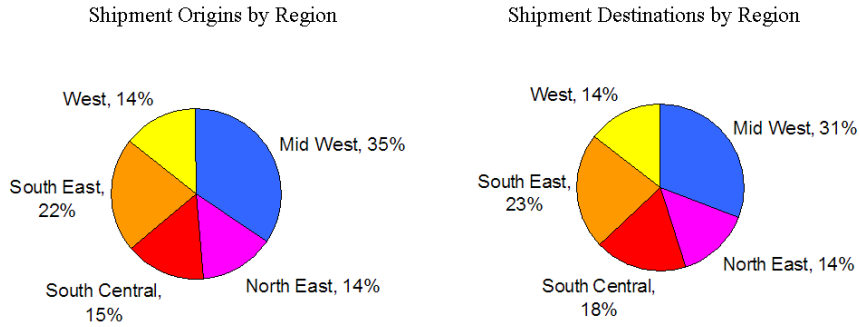 Shipment Origins by Region
West, 14%
Mid West, 35%
South East,
22%
South Central,
15%
North East, 14%
Shipment Destinations by Region
West, 14%
Mid West, 31%
South East,
23%
South Central,
18%
North East, 14%